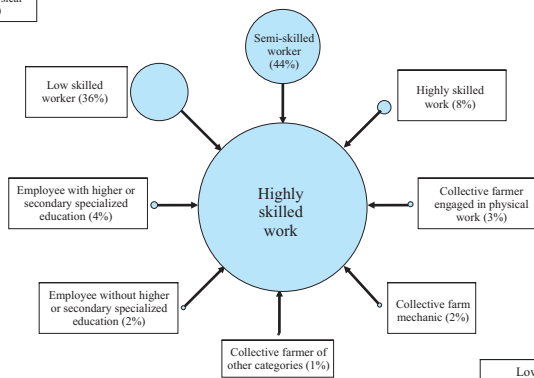 sical
)
Semi-skilled
worker
(44%)
Low skilled
worker (36%)
Highly skilled
work (8%)
Employee with higher or
secondary specialized
education (4%)
Highly
skilled
work
Collective farmer
engaged in physical
work (3%)
Employee without higher
or secondary specialized
education (2%)
Collective farm
mechanic (2%)
Collective farmer of
other categories (1%)
Low